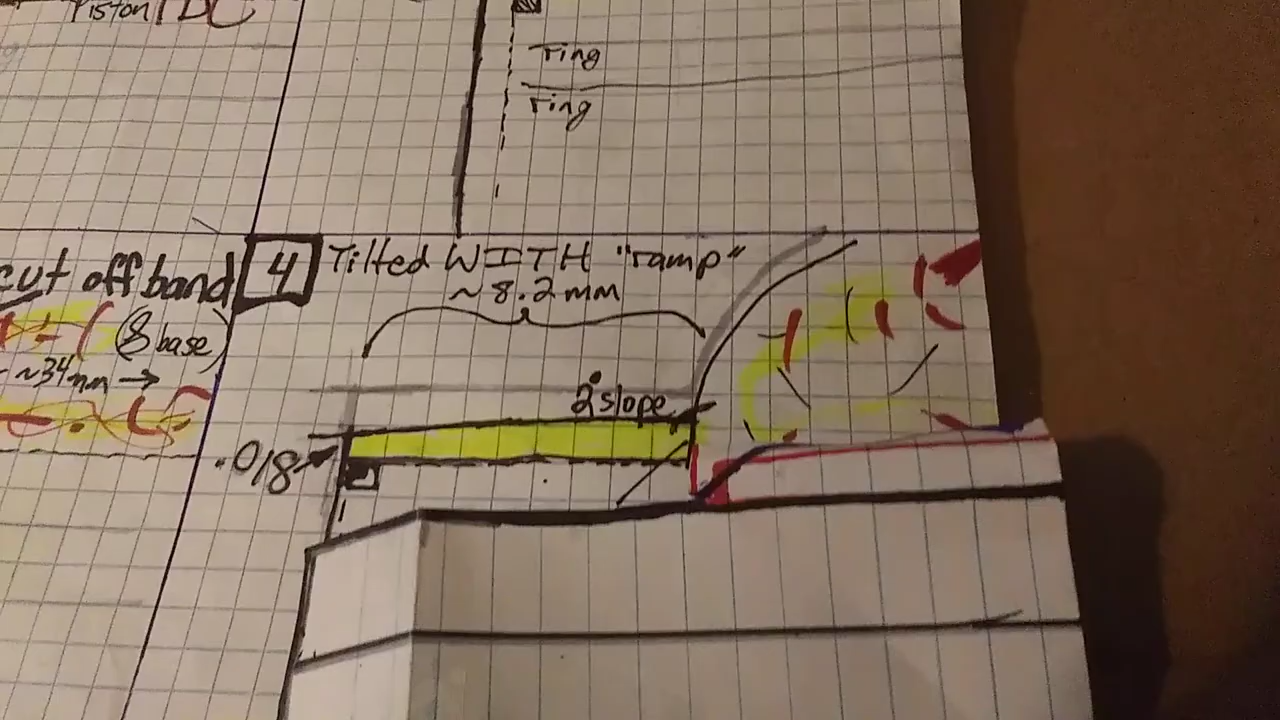 Piston TDC
ring
ring
cut off band
(8 base)
~34mm →
4
Tilted WITH "ramp"
~8.2mm
2° slope
.018